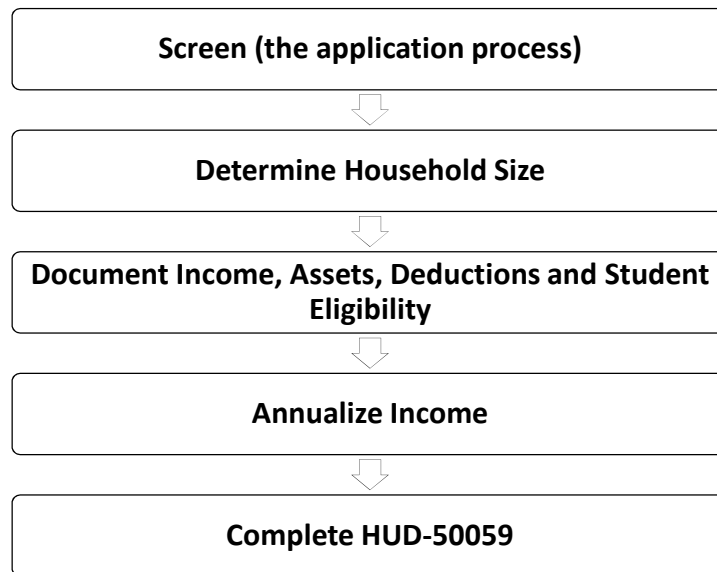 Screen (the application process)
Determine Household Size
Document Income, Assets, Deductions and Student
Eligibility
Annualize Income
Complete HUD-50059